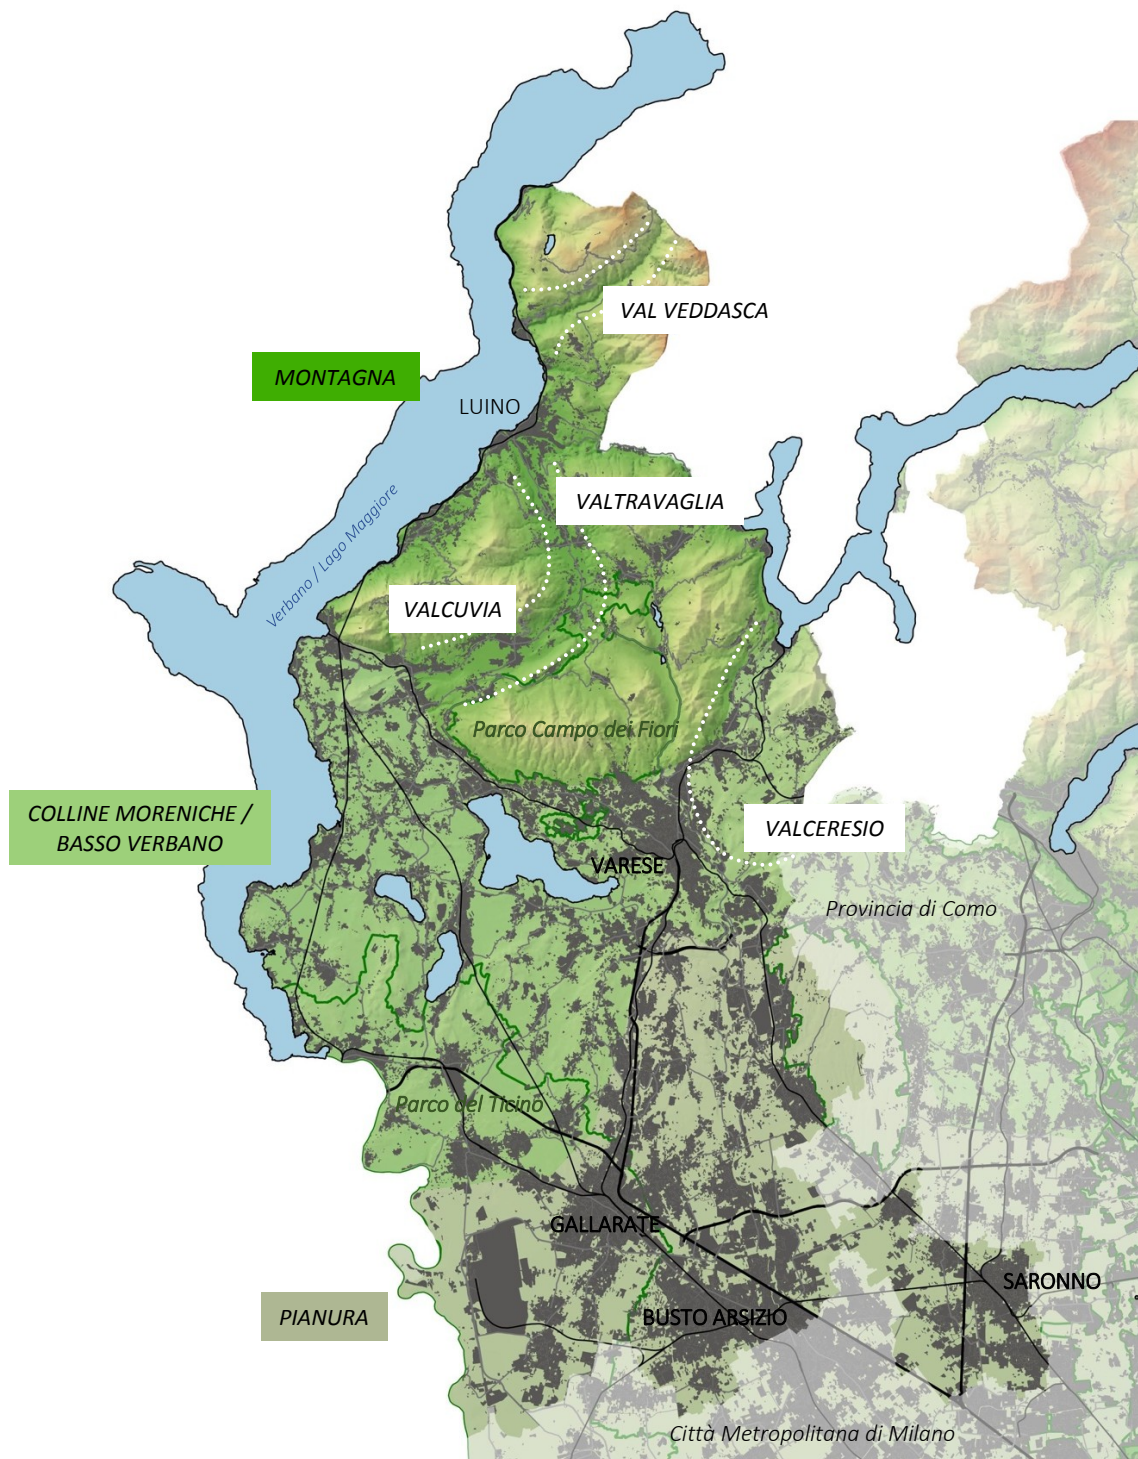 VAL VEDDASCA
MONTAGNA
LUINO
VALTRAVAGLIA
Verbano / Lago Maggiore
VALCUVIA
Parco Campo dei Fiori
COLLINE MORENICHE /
BASSO VERBANO
VALCERESIO
VARESE
Provincia di Como
Parco del Ticino
GALLARATE
SARONNO
PIANURA
BUSTO ARSIZIO
Città Metropolitana di Milano